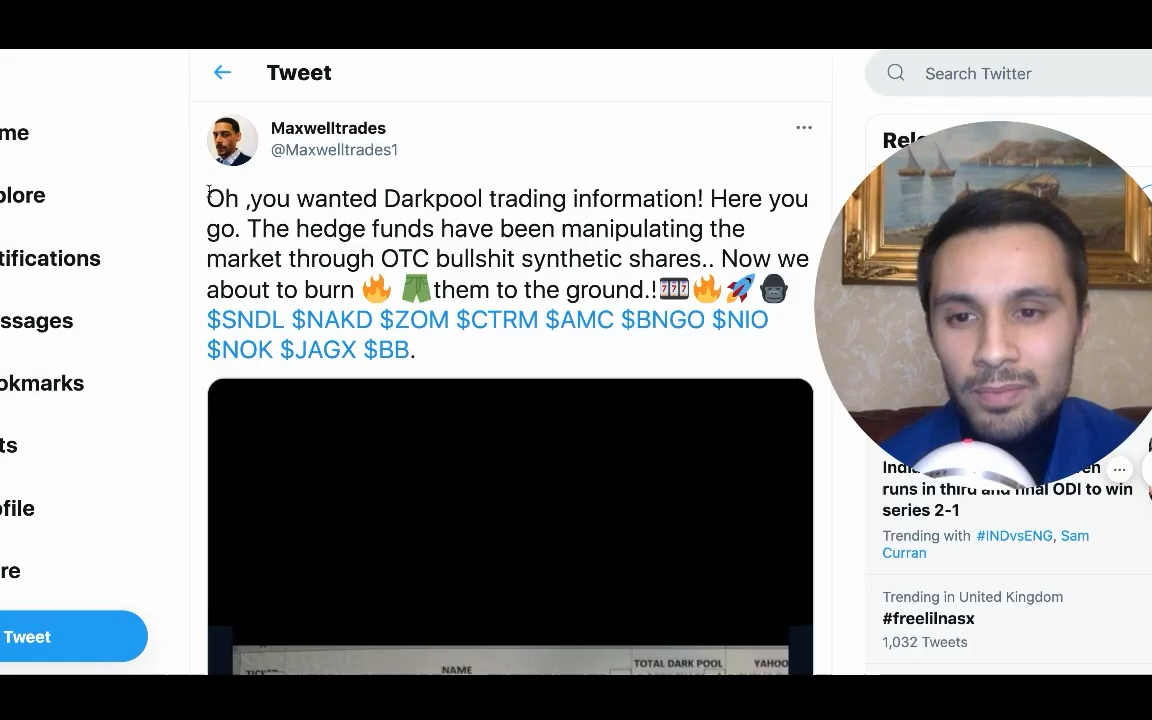 Tweet
Search Twitter
Maxwelltrades
@Maxwelltrades1
Oh ,you wanted Darkpool trading information! Here you
go. The hedge funds have been manipulating the
market through OTC bullshit synthetic shares.. Now we
about to burn 🔥 🩳them to the ground.!🎰🔥🚀🦍
$SNDL $NAKD $ZOM $CTRM $AMC $BNGO $NIO
$NOK $JAGX $BB.
NAME
TOTAL DARK POOL
YAHOO
me
plore
tifications
ssages
okmarks
ts
ofile
re
Tweet
Rele
India
en
runs in third and final ODI to win
series 2-1
Trending with #INDvsENG, Sam
Curran
Trending in United Kingdom
#freelilnasx
1,032 Tweets